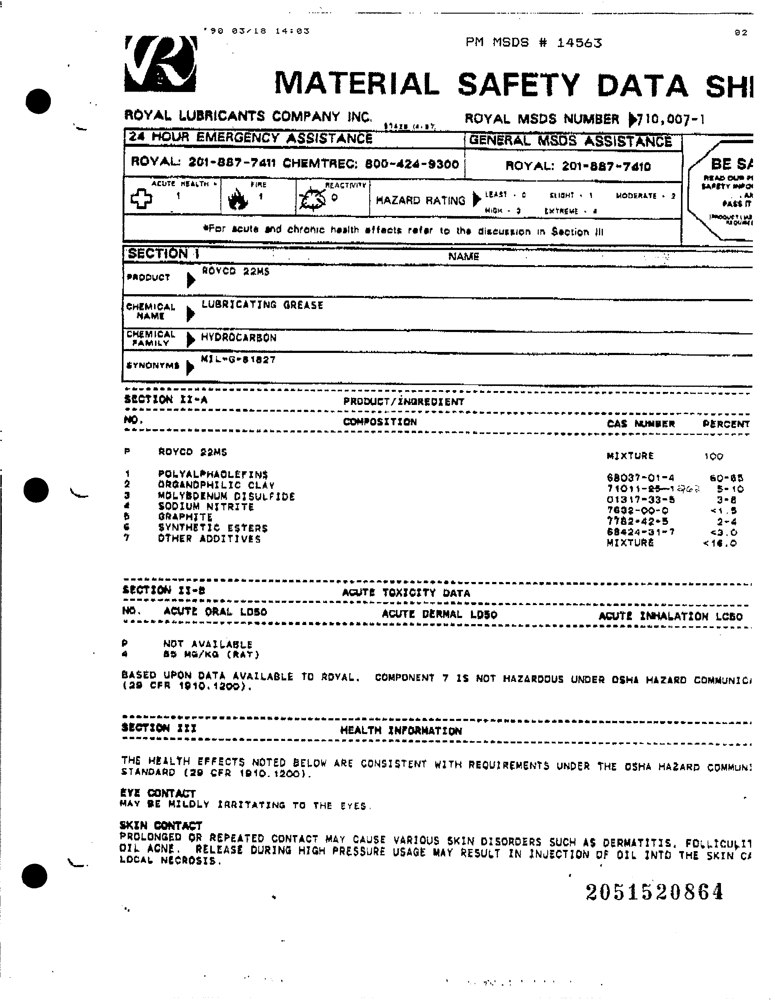 '90 03/18 14:03
PM MSDS # 14563
02
VR
MATERIAL SAFETY DATA SHI
ROYAL LUBRICANTS COMPANY INC.
ROYAL MSDS NUMBER 710,007-1
24 HOUR EMERGENCY ASSISTANCE
GENERAL MSDS ASSISTANCE
ROYAL: 201-887-7411 CHEMTREC: 800-424-9300
ROYAL: 201-887-7410
BE SA
READ OUR
SAFETY
PASS IT
ACUTE HEALTH *
1
FIRE
1
REACTIVITY
0
HAZARD RATING
LEAST - 0 SLIGHT - 1 MODERATE - 2
HIGH - 3 EXTREME - 4
*For acute and chronic health effects refer to the discussion in Section III
SECTION I NAME
PRODUCT ROYCO 22MS
CHEMICAL NAME LUBRICATING GREASE
CHEMICAL FAMILY HYDROCARBON
SYNONYMS MIL-G-81827
SECTION II-A PRODUCT/INGREDIENT
NO. COMPOSITION CAS NUMBER PERCENT
P ROYCO 22MS MIXTURE 100
1 POLYALPHAOLEFINS 68037-01-4 60-85
2 ORGANOPHILIC CLAY 71011-25-1 5-10
3 MOLYBDENUM DISULFIDE 01317-33-5 3-8
4 SODIUM NITRITE 7632-00-0 <1.5
5 GRAPHITE 7782-42-5 2-4
6 SYNTHETIC ESTERS 68424-31-7 <3.0
7 OTHER ADDITIVES MIXTURE <16.0
SECTION II-B ACUTE TOXICITY DATA
NO. ACUTE ORAL LD50 ACUTE DERMAL LD50 ACUTE INHALATION LC50
P NOT AVAILABLE
4 85 MG/KG (RAT)
BASED UPON DATA AVAILABLE TO ROYAL, COMPONENT 7 IS NOT HAZARDOUS UNDER OSHA HAZARD COMMUNICA
(29 CFR 1910.1200).
SECTION III HEALTH INFORMATION
THE HEALTH EFFECTS NOTED BELOW ARE CONSISTENT WITH REQUIREMENTS UNDER THE OSHA HAZARD COMMUNI
STANDARD (29 CFR 1910.1200).
EYE CONTACT
MAY BE MILDLY IRRITATING TO THE EYES.
SKIN CONTACT
PROLONGED OR REPEATED CONTACT MAY CAUSE VARIOUS SKIN DISORDERS SUCH AS DERMATITIS, FOLLICULIT
OIL ACNE. RELEASE DURING HIGH PRESSURE USAGE MAY RESULT IN INJECTION OF OIL INTO THE SKIN CA
LOCAL NECROSIS.
2051520864